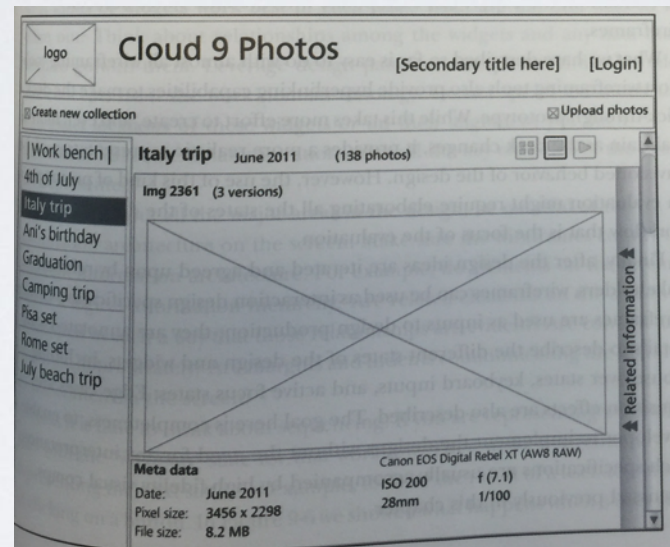 logo
Cloud 9 Photos
[Secondary title here] [Login]
Create new collection
Upload photos
|Work bench |
4th of July
Italy trip
Ani's birthday
Graduation
Camping trip
Pisa set
Rome set
July beach trip
Italy trip June 2011 (138 photos)
Img 2361 (3 versions)
Related information
Meta data
Date: June 2011
Pixel size: 3456 x 2298
File size: 8.2 MB
Canon EOS Digital Rebel XT (AW8 RAW)
ISO 200 f (7.1)
28mm 1/100